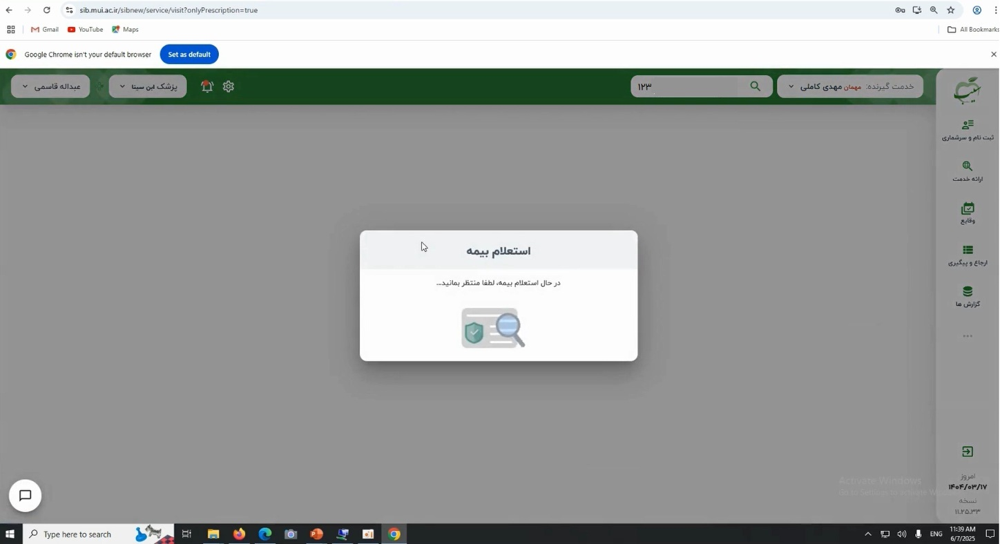 sib.mui.ac.ir/sibnew/service/visit?onlyPrescription=true
Gmail
YouTube
Maps
All Bookmarks
Google Chrome isn't your default browser
Set as default
خدمت گیرنده: مهمان مهدی کاملی
۱۲۳
پزشک ابن سینا
عبداله قاسمی
سیب
ثبت نام و سرشماری
ارائه خدمت
وقایع
ارجاع و پیگیری
گزارش ها
استعلام بیمه
در حال استعلام بیمه، لطفا منتظر بمانید...
امروز
۱۴۰۴/۰۳/۱۷
نسخه
۱۱.۲۵.۳۳
Activate Windows
Go to Settings to activate Windows
Type here to search
ENG
11:39 AM
6/7/2025